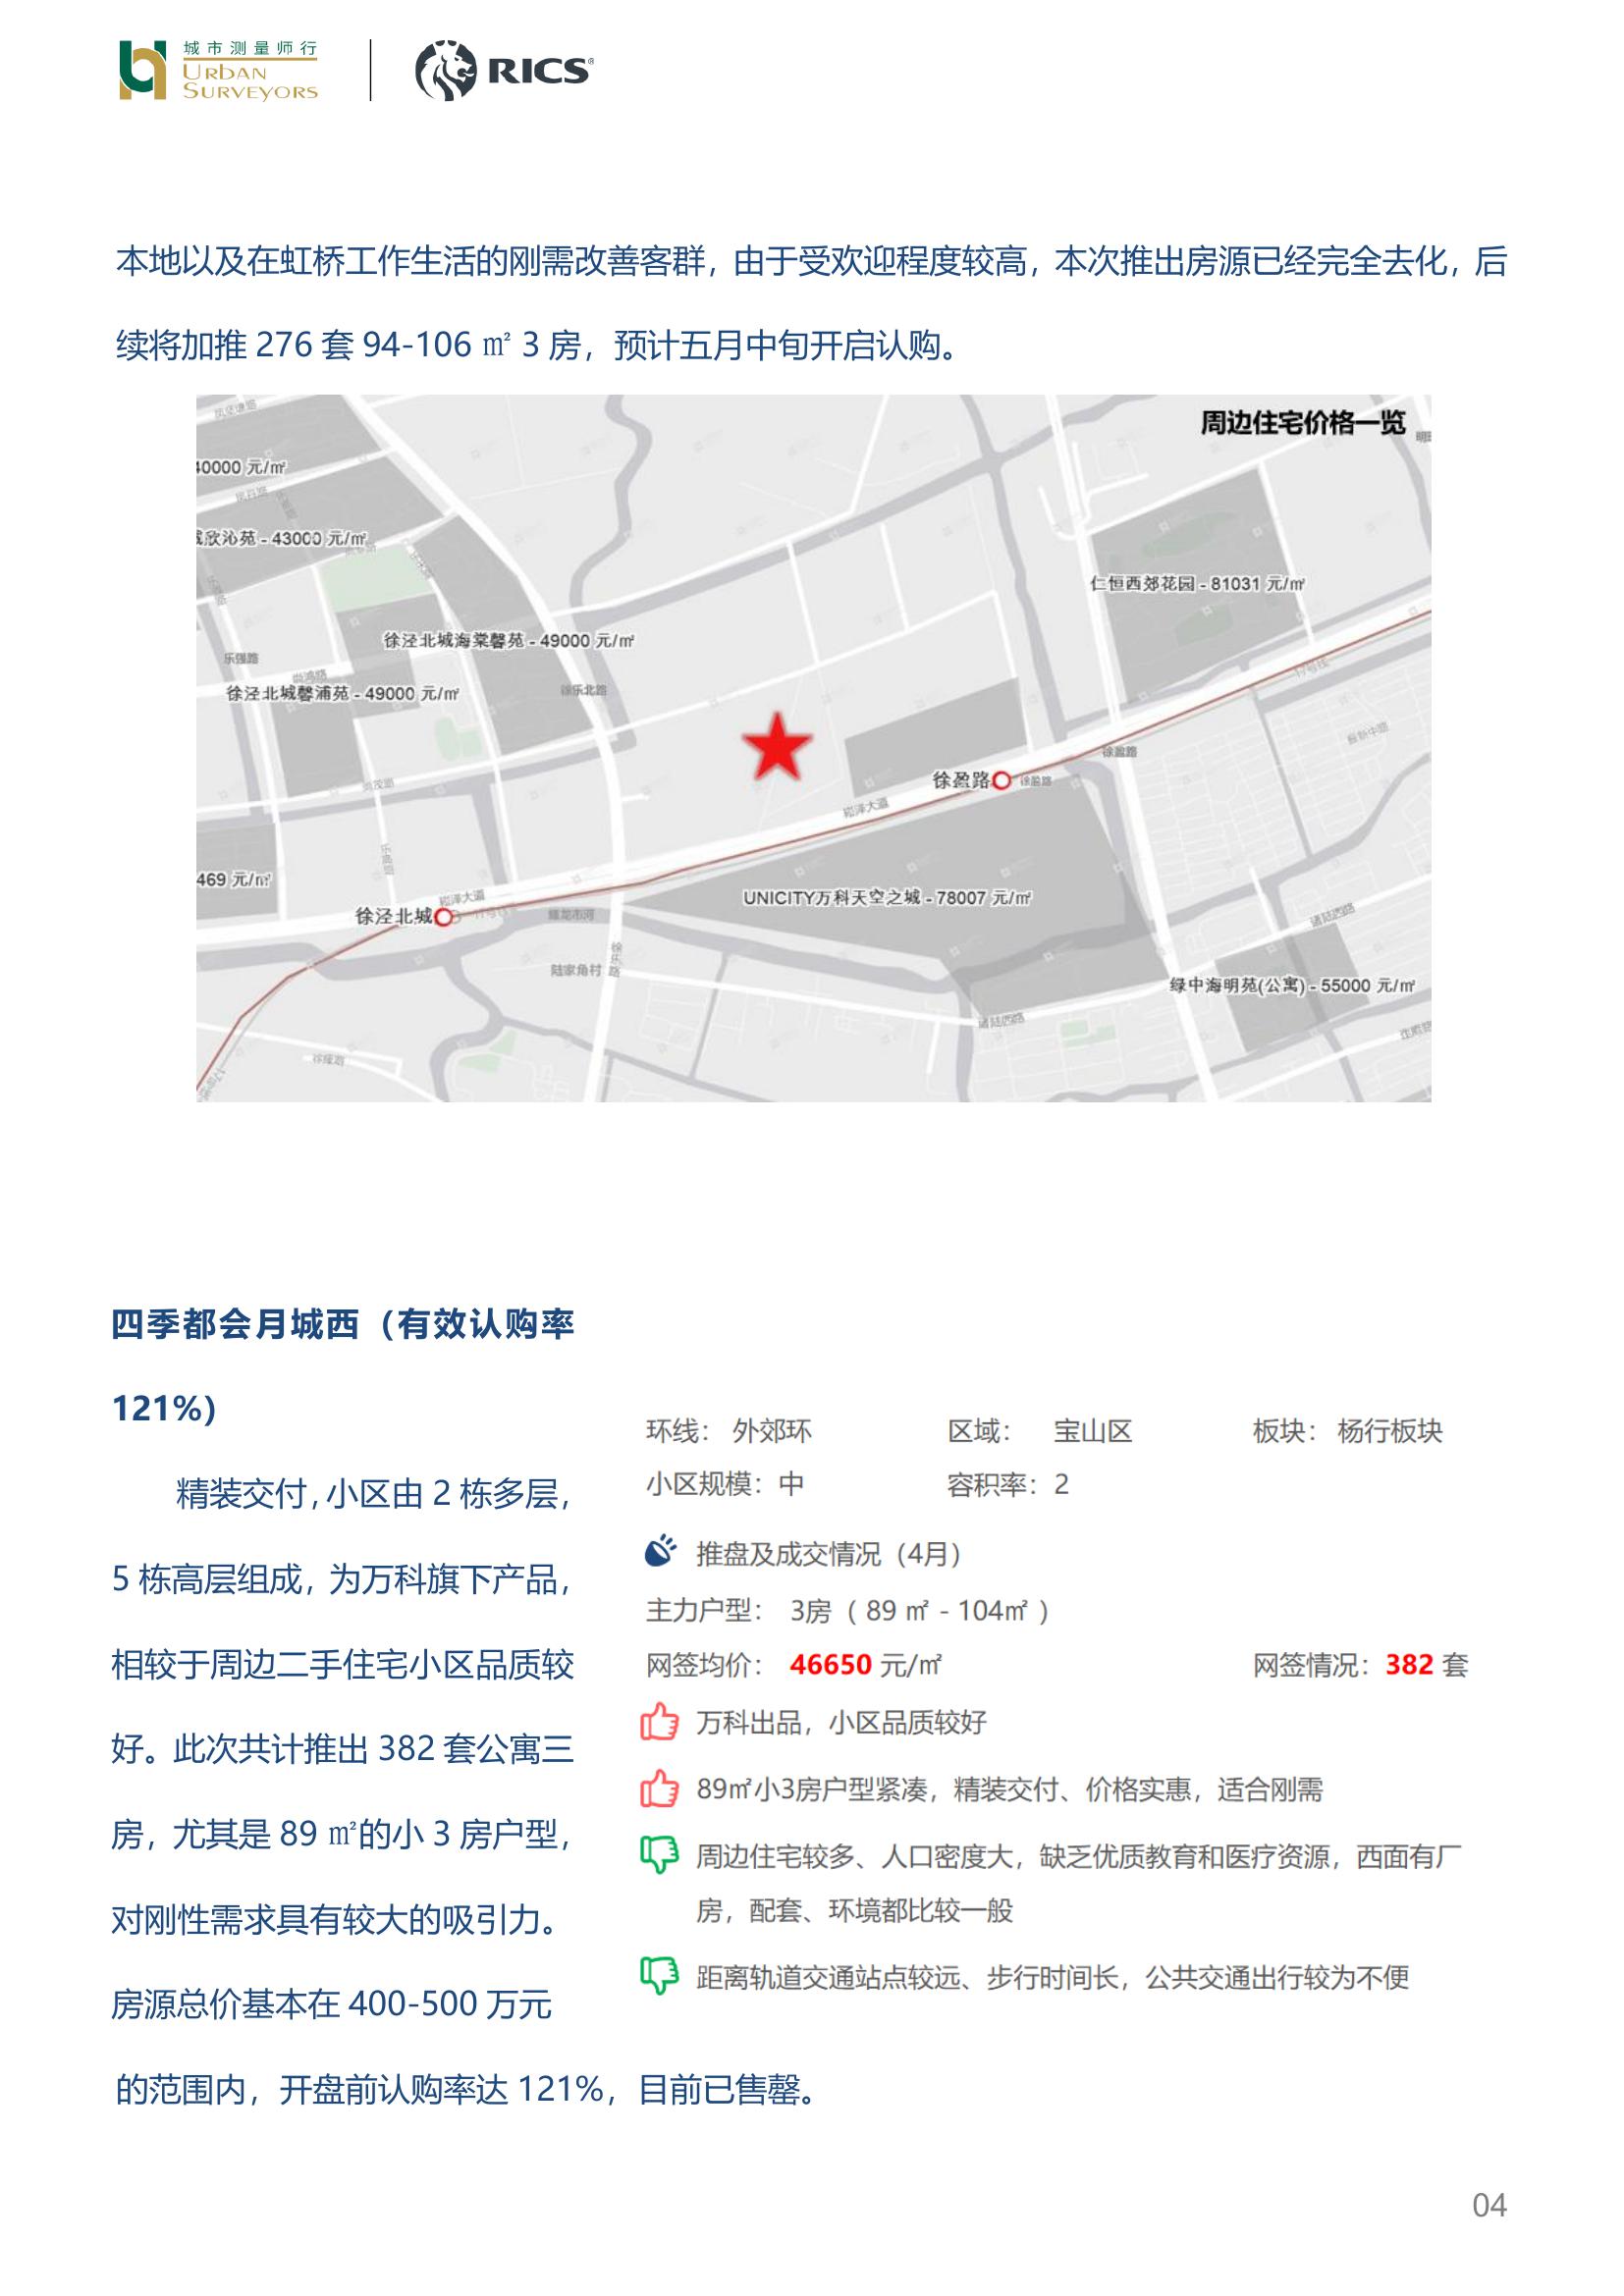 城市测量师行
URBAN
SURVEYORS
RICS®
本地以及在虹桥工作生活的刚需改善客群，由于受欢迎程度较高，本次推出房源已经完全去化，后
续将加推 276 套 94-106 ㎡ 3 房，预计五月中旬开启认购。
周边住宅价格一览
40000 元/㎡
欣沁苑 - 43000 元/㎡
仁恒西郊花园 - 81031 元/㎡
徐泾北城海棠馨苑 - 49000 元/㎡
乐强路
徐泾北城馨浦苑 - 49000 元/㎡
徐乐北路
17号线
徐盈路
徐盈路
徐盈路
崧泽大道
469 元/㎡
UNICITY万科天空之城 - 78007 元/㎡
崧泽大道
徐泾北城
徐乐路
陆家角村
诸陆西路
绿中海明苑(公寓) - 55000 元/㎡
诸陆西路
四季都会月城西（有效认购率
121%）
精装交付，小区由 2 栋多层，
5 栋高层组成，为万科旗下产品，
相较于周边二手住宅小区品质较
好。此次共计推出 382 套公寓三
房，尤其是 89 ㎡的小 3 房户型，
对刚性需求具有较大的吸引力。
房源总价基本在 400-500 万元
的范围内，开盘前认购率达 121%，目前已售罄。
环线： 外郊环 区域： 宝山区 板块： 杨行板块
小区规模：中 容积率：2
推盘及成交情况（4月）
主力户型： 3房（ 89 ㎡ - 104㎡ ）
网签均价： 46650 元/㎡ 网签情况：382 套
万科出品，小区品质较好
89㎡小3房户型紧凑，精装交付、价格实惠，适合刚需
周边住宅较多、人口密度大，缺乏优质教育和医疗资源，西面有厂
房，配套、环境都比较一般
距离轨道交通站点较远、步行时间长，公共交通出行较为不便
04